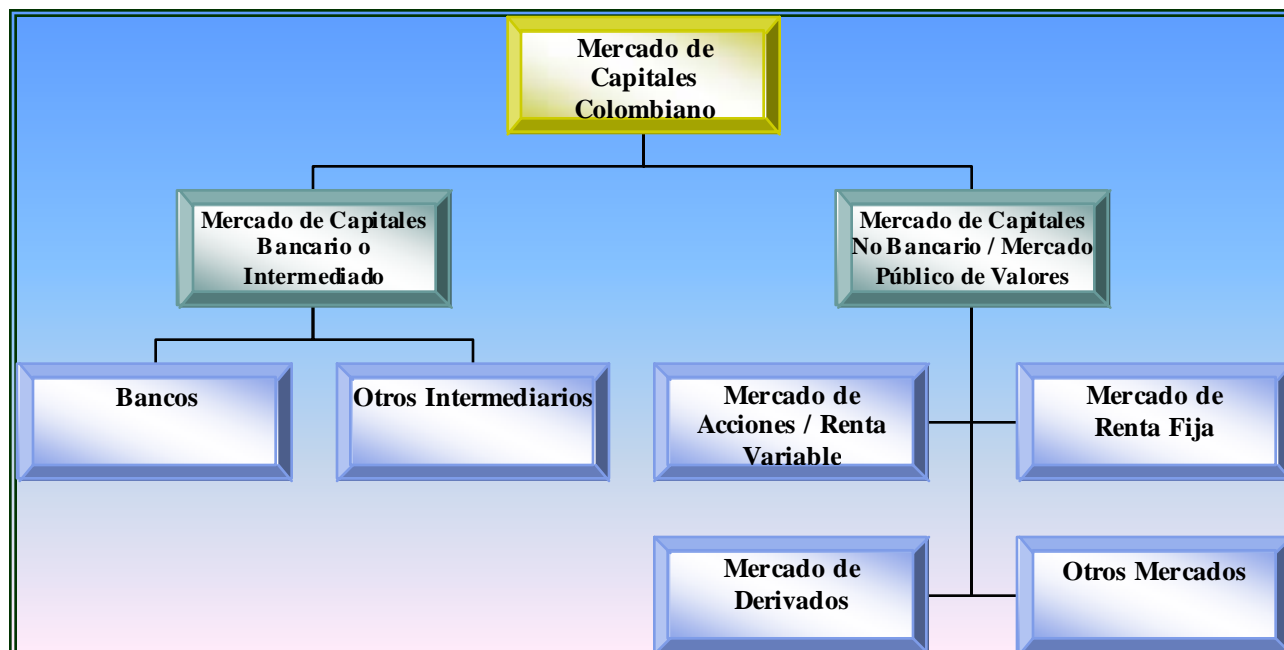 Mercado de
Capitales
Colombiano
Mercado de Capitales
Bancario o
Intermediado
Mercado de Capitales
No Bancario / Mercado
Público de Valores
Bancos
Otros Intermediarios
Mercado de
Acciones / Renta
Variable
Mercado de
Renta Fija
Mercado de
Derivados
Otros Mercados